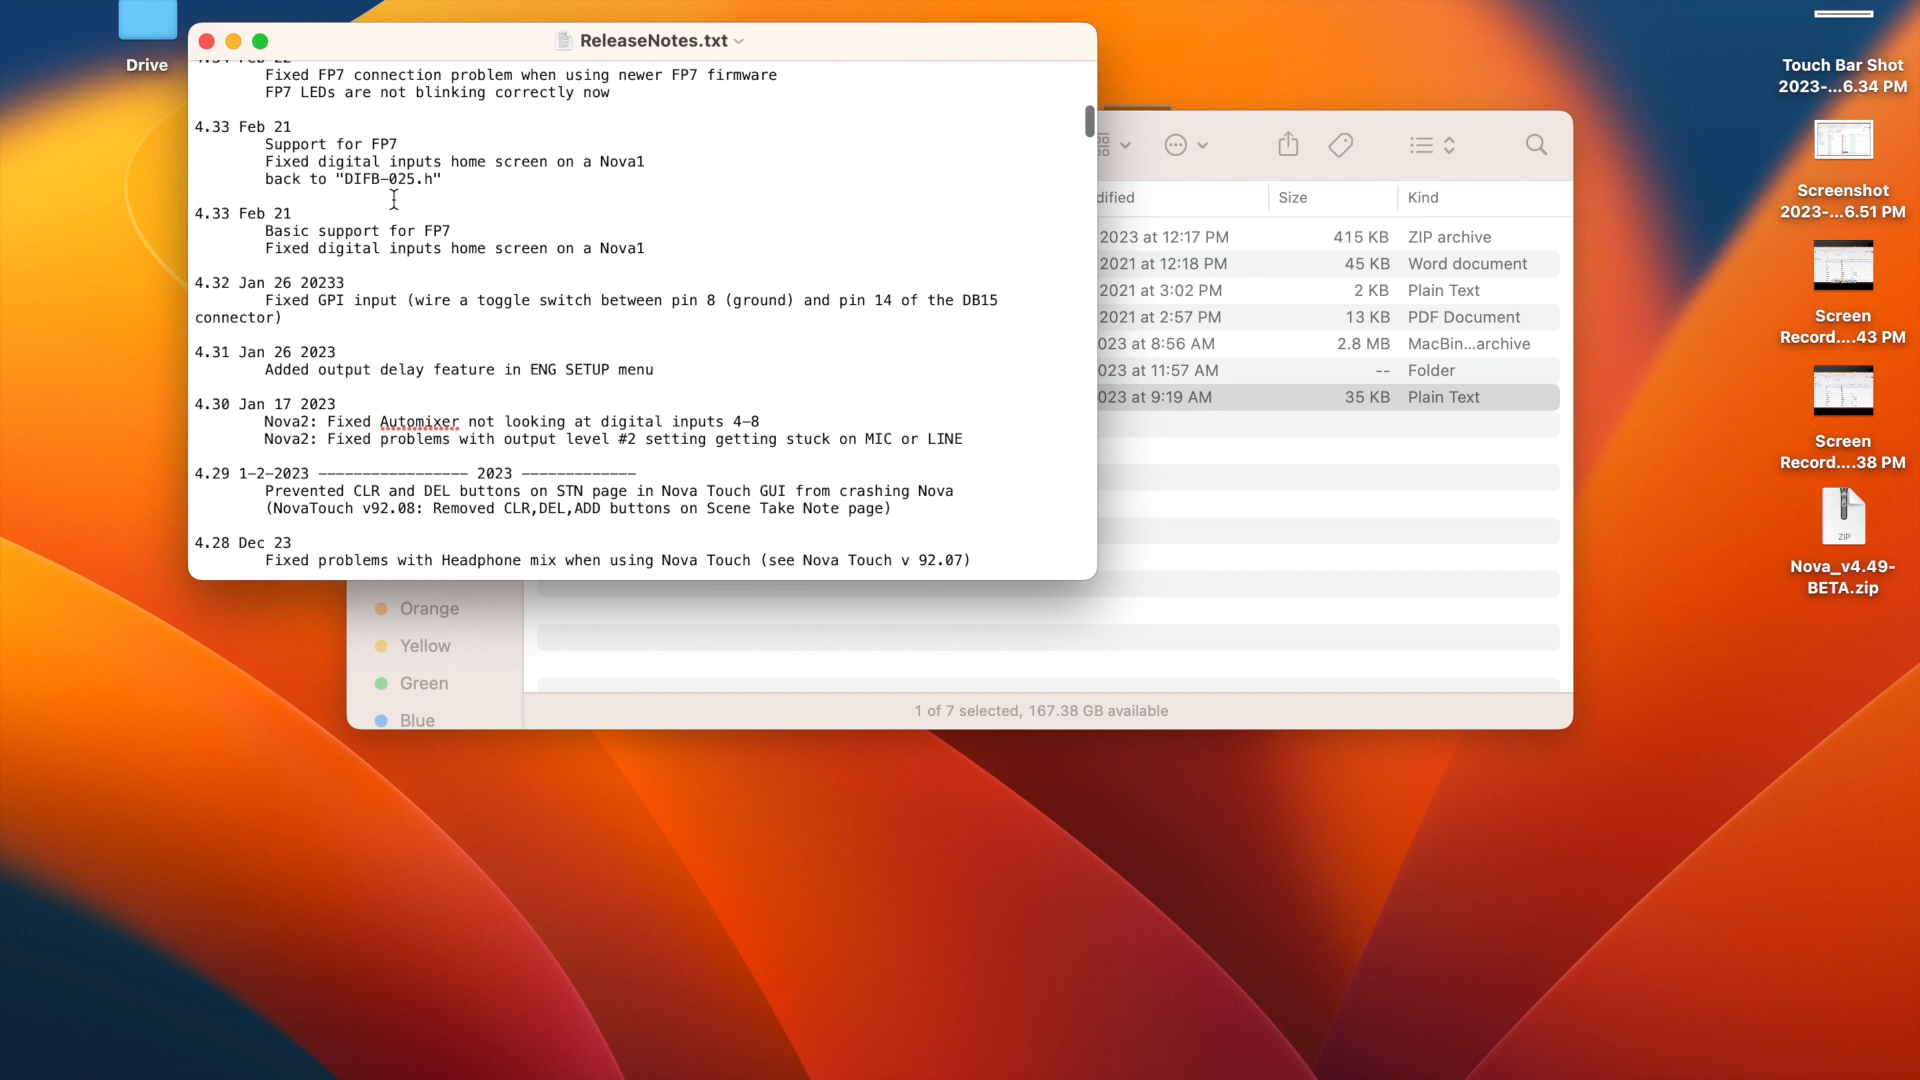 Drive
ReleaseNotes.txt
Fixed FP7 connection problem when using newer FP7 firmware
FP7 LEDs are not blinking correctly now
4.33 Feb 21
Support for FP7
Fixed digital inputs home screen on a Nova1
back to "DIFB-025.h"
4.33 Feb 21
Basic support for FP7
Fixed digital inputs home screen on a Nova1
4.32 Jan 26 20233
Fixed GPI input (wire a toggle switch between pin 8 (ground) and pin 14 of the DB15
connector)
4.31 Jan 26 2023
Added output delay feature in ENG SETUP menu
4.30 Jan 17 2023
Nova2: Fixed Automixer not looking at digital inputs 4-8
Nova2: Fixed problems with output level #2 setting getting stuck on MIC or LINE
4.29 1-2-2023 ----------------- 2023 -------------
Prevented CLR and DEL buttons on STN page in Nova Touch GUI from crashing Nova
(NovaTouch v92.08: Removed CLR,DEL,ADD buttons on Scene Take Note page)
4.28 Dec 23
Fixed problems with Headphone mix when using Nova Touch (see Nova Touch v 92.07)
dified Size Kind
2023 at 12:17 PM 415 KB ZIP archive
2021 at 12:18 PM 45 KB Word document
2021 at 3:02 PM 2 KB Plain Text
2021 at 2:57 PM 13 KB PDF Document
023 at 8:56 AM 2.8 MB MacBin...archive
023 at 11:57 AM -- Folder
023 at 9:19 AM 35 KB Plain Text
Orange
Yellow
Green
Blue
1 of 7 selected, 167.38 GB available
Touch Bar Shot
2023-...6.34 PM
Screenshot
2023-...6.51 PM
Screen
Record....43 PM
Screen
Record....38 PM
ZIP
Nova_v4.49-
BETA.zip